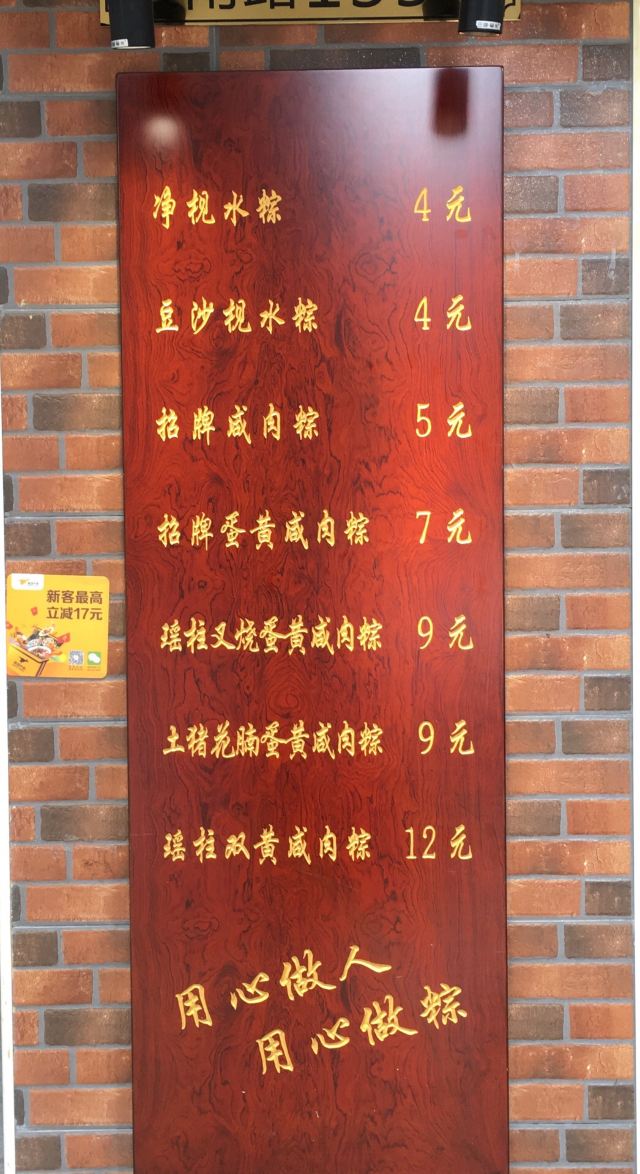 净枧水粽 4元
豆沙枧水粽 4元
招牌咸肉粽 5元
招牌蛋黄咸肉粽 7元
瑶柱叉烧蛋黄咸肉粽 9元
土猪花腩蛋黄咸肉粽 9元
瑶柱双黄咸肉粽 12元
用心做人
用心做粽
新客最高
立减17元